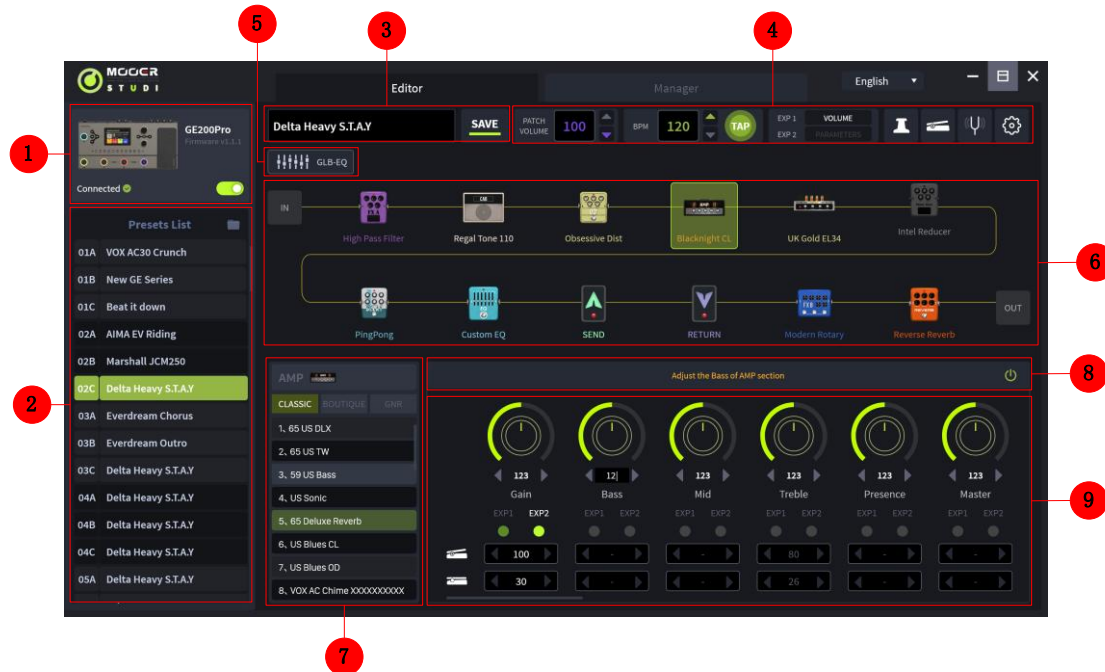 5
3
4
MOOER
STUDI
Editor
Manager
English
1
GE200Pro
Firmware v1.1.1
Connected
Delta Heavy S.T.A.Y
SAVE
PATCH VOLUME
100
BPM
120
TAP
EXP 1
VOLUME
EXP 2
PARAMETERS
GLB-EQ
2
Presets List
01A VOX AC30 Crunch
01B New GE Series
01C Beat it down
02A AIMA EV Riding
02B Marshall JCM250
02C Delta Heavy S.T.A.Y
03A Everdream Chorus
03B Everdream Outro
03C Delta Heavy S.T.A.Y
04A Delta Heavy S.T.A.Y
04B Delta Heavy S.T.A.Y
04C Delta Heavy S.T.A.Y
05A Delta Heavy S.T.A.Y
IN
High Pass Filter
Regal Tone 110
Obsessive Dist
Blacknight CL
UK Gold EL34
Intel Reducer
6
PingPong
Custom EQ
SEND
RETURN
Modern Rotary
Reverse Reverb
OUT
AMP
CLASSIC BOUTIQUE GNR
1、65 US DLX
2、65 US TW
3、59 US Bass
4、US Sonic
5、65 Deluxe Reverb
6、US Blues CL
7、US Blues OD
8、VOX AC Chime XXXXXXXXXX
7
Adjust the Bass of AMP section
8
123 12 123 123 123 123
Gain Bass Mid Treble Presence Master
EXP1 EXP2 EXP1 EXP2 EXP1 EXP2 EXP1 EXP2 EXP1 EXP2 EXP1 EXP2
100 - - 80 - -
30 - - 26 - -
9